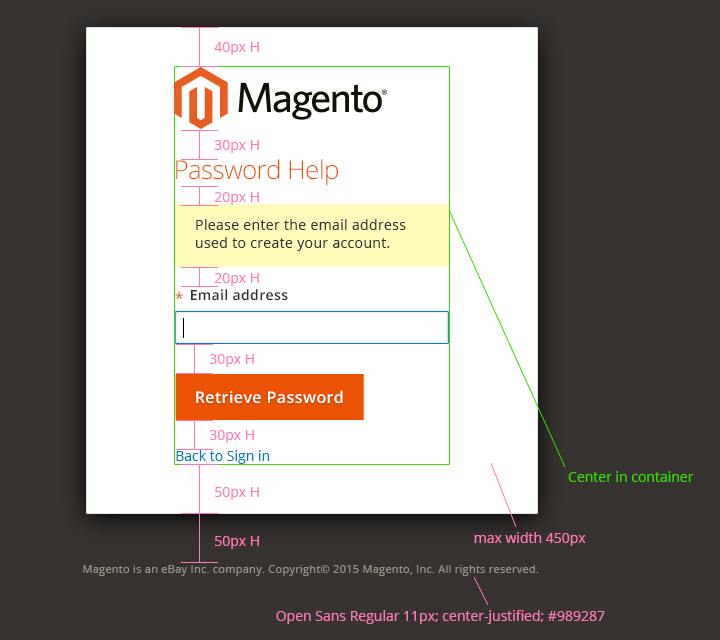 40px H
Magento®
30px H
Password Help
20px H
Please enter the email address
used to create your account.
20px H
* Email address
30px H
Retrieve Password
30px H
Back to Sign in
Center in container
50px H
max width 450px
50px H
Magento is an eBay Inc. company. Copyright© 2015 Magento, Inc. All rights reserved.
Open Sans Regular 11px; center-justified; #989287